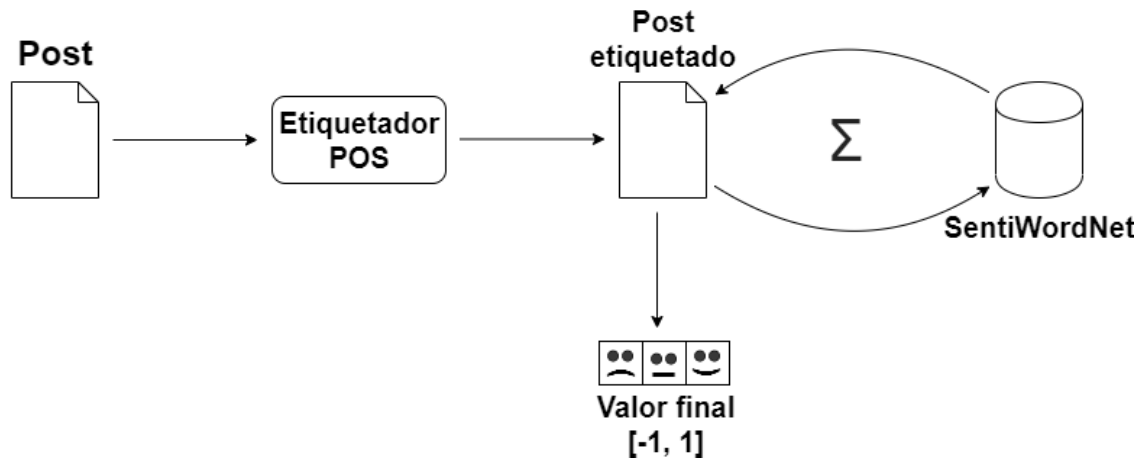 Post
Etiquetador
POS
Post
etiquetado
Σ
SentiWordNet
Valor final
[-1, 1]